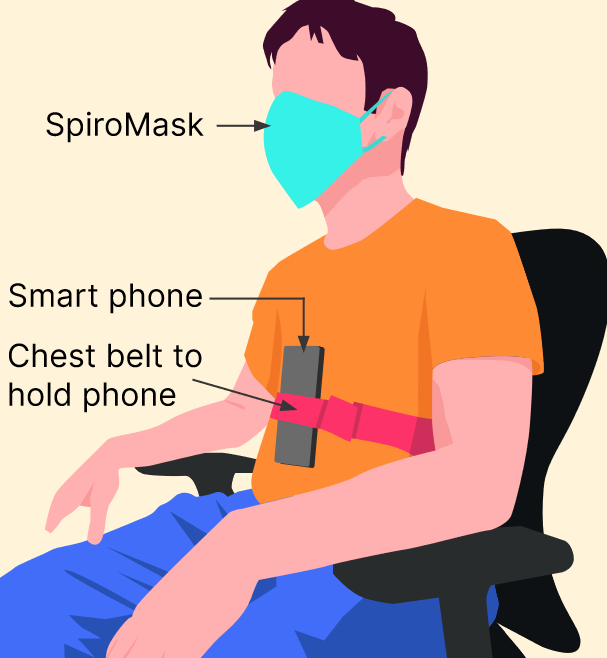 SpiroMask
Smart phone
Chest belt to
hold phone